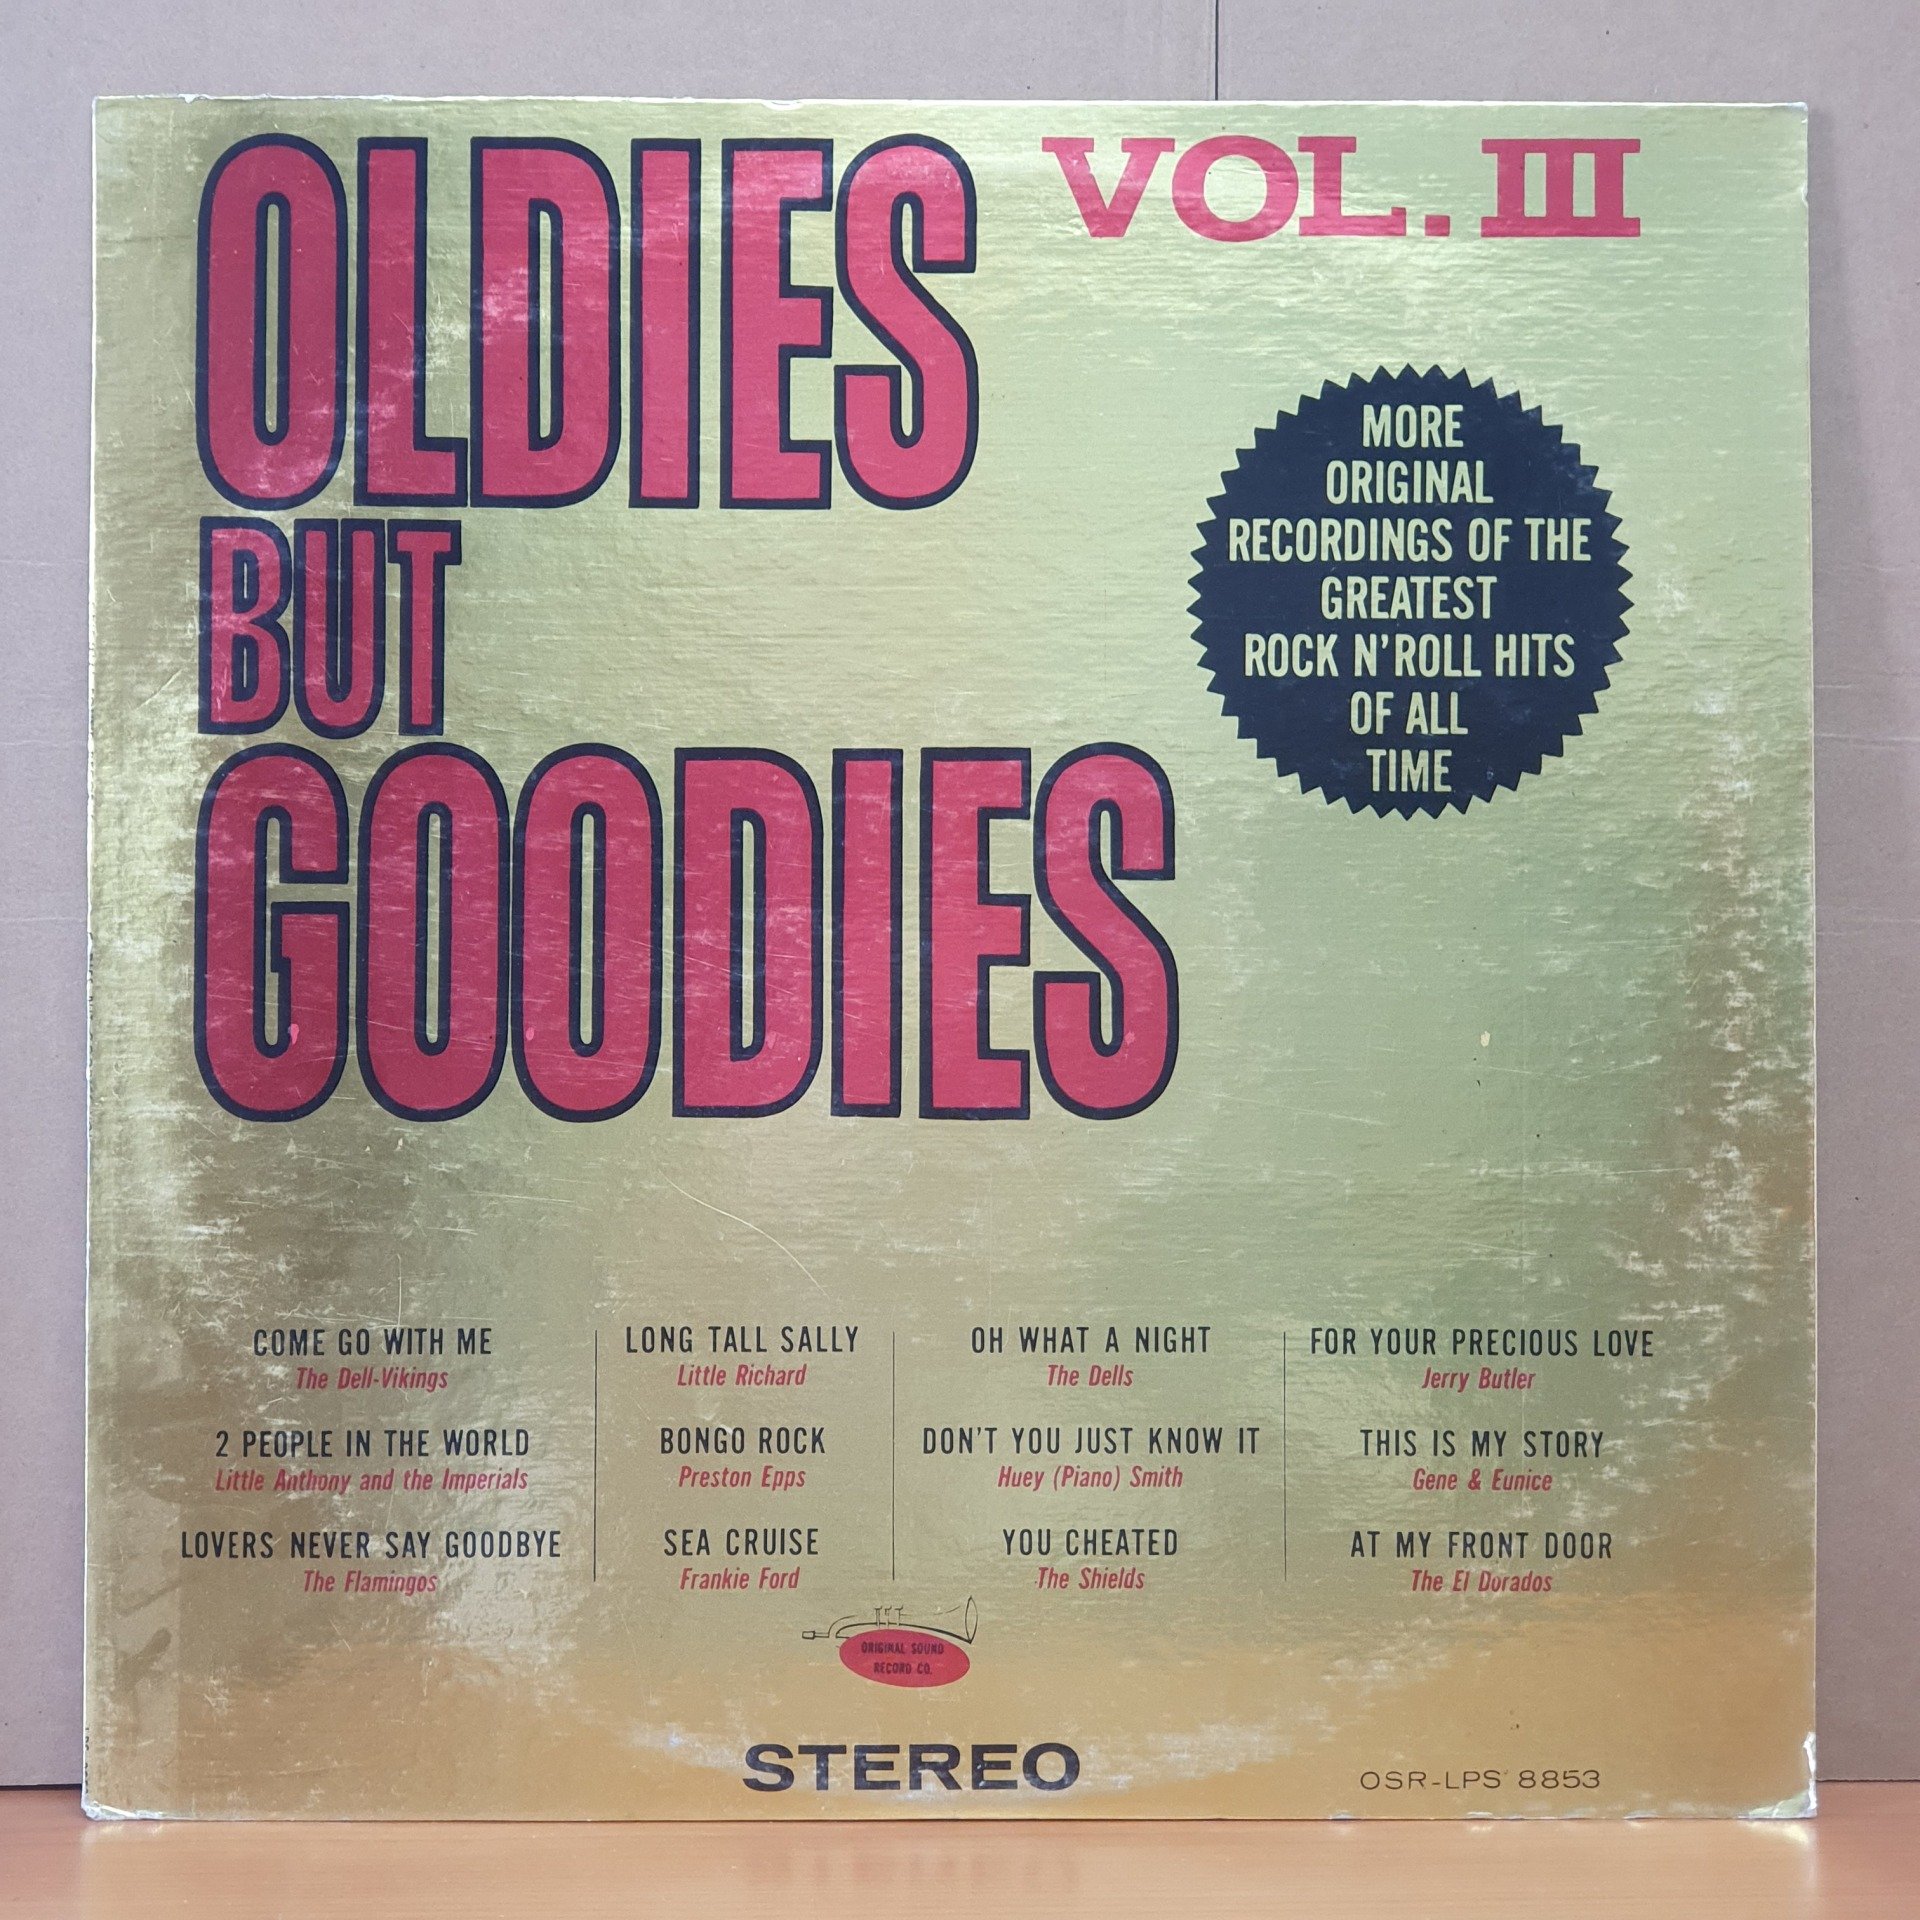 OLDIES
VOL. III
BUT
GOODIES
MORE
ORIGINAL
RECORDINGS OF THE
GREATEST
ROCK N'ROLL HITS
OF ALL
TIME
COME GO WITH ME
The Dell-Vikings
2 PEOPLE IN THE WORLD
Little Anthony and the Imperials
LOVERS NEVER SAY GOODBYE
The Flamingos
LONG TALL SALLY
Little Richard
BONGO ROCK
Preston Epps
SEA CRUISE
Frankie Ford
OH WHAT A NIGHT
The Dells
DON'T YOU JUST KNOW IT
Huey (Piano) Smith
YOU CHEATED
The Shields
FOR YOUR PRECIOUS LOVE
Jerry Butler
THIS IS MY STORY
Gene & Eunice
AT MY FRONT DOOR
The El Dorados
ORIGINAL SOUND
RECORD CO.
STEREO
OSR-LPS 8853